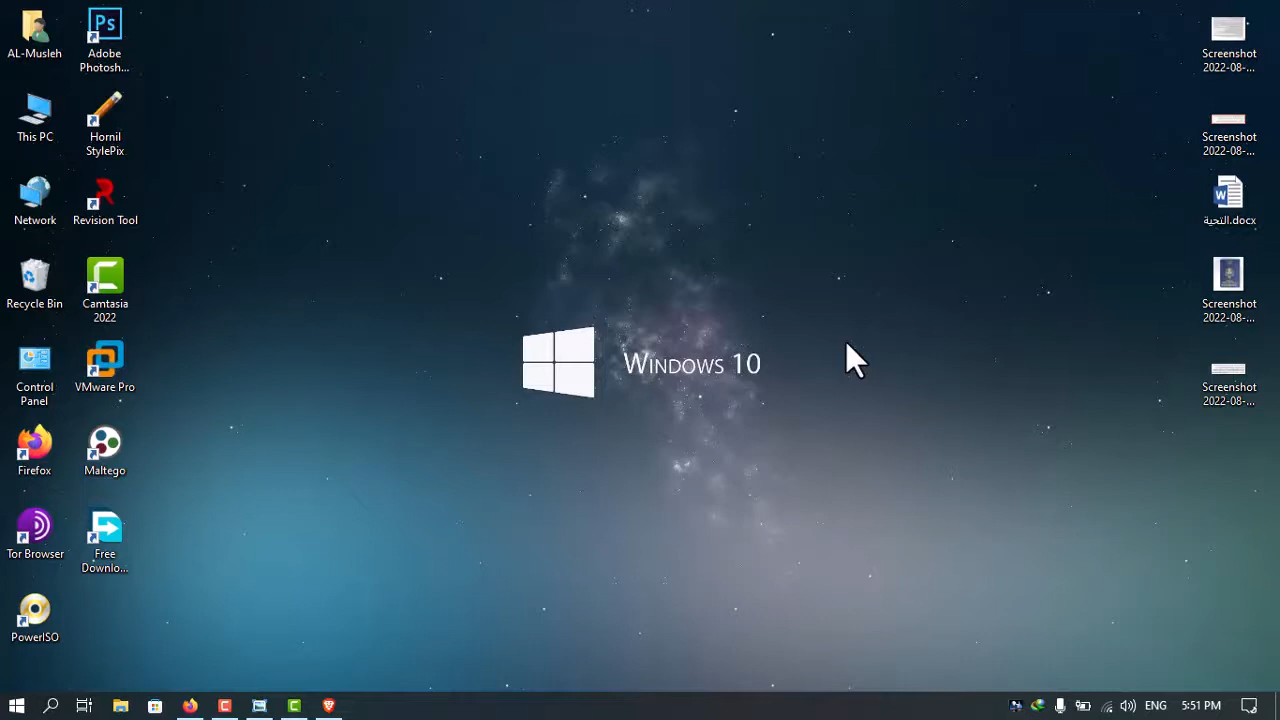 AL-Musleh
Adobe
Photosh...
This PC
Hornil
StylePix
Network
Revision Tool
Recycle Bin
Camtasia
2022
Control
Panel
VMware Pro
Firefox
Maltego
Tor Browser
Free
Downlo...
PowerISO
Ps
WINDOWS 10
Screenshot
2022-08-...
Screenshot
2022-08-...
التحية.docx
Screenshot
2022-08-...
Screenshot
2022-08-...
ENG
5:51 PM